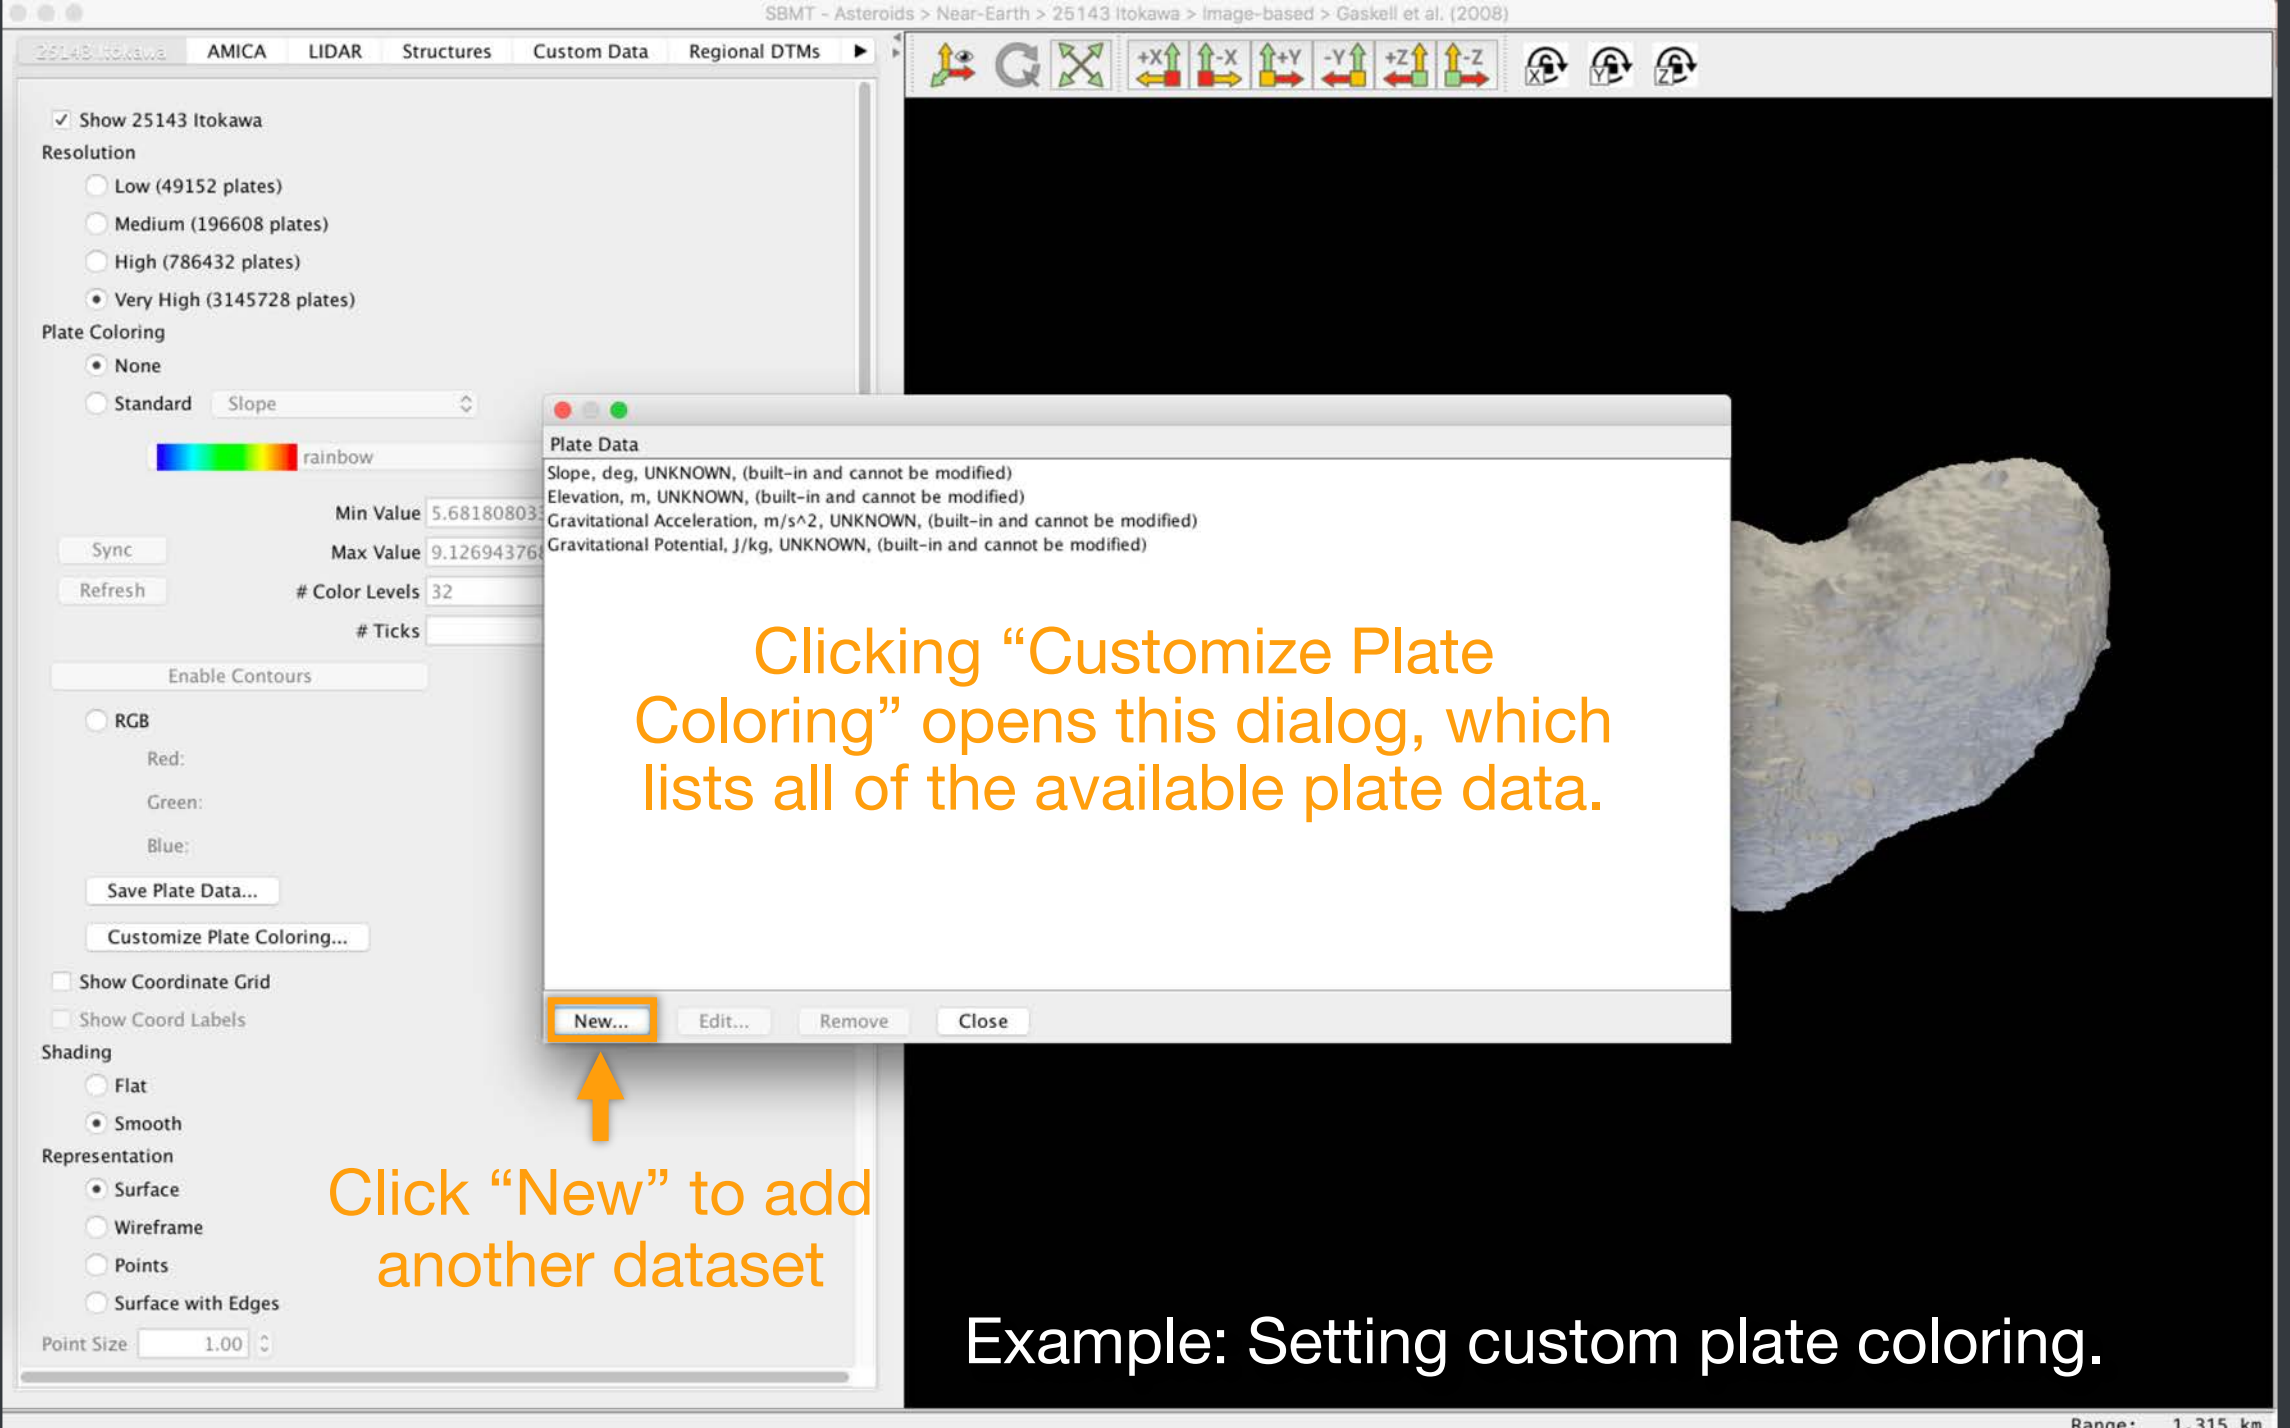 SBMT - Asteroids > Near-Earth > 25143 Itokawa > Image-based > Gaskell et al. (2008)
25143 Itokawa AMICA LIDAR Structures Custom Data Regional DTMs
+X -X +Y -Y +Z -Z X Y Z
Show 25143 Itokawa
Resolution
Low (49152 plates)
Medium (196608 plates)
High (786432 plates)
Very High (3145728 plates)
Plate Coloring
None
Standard Slope
rainbow
Min Value 5.681808033
Sync Max Value 9.12694376
Refresh # Color Levels 32
# Ticks
Enable Contours
RGB
Red:
Green:
Blue:
Save Plate Data...
Customize Plate Coloring...
Show Coordinate Grid
Show Coord Labels
Shading
Flat
Smooth
Representation
Surface
Wireframe
Points
Surface with Edges
Point Size 1.00
Plate Data
Slope, deg, UNKNOWN, (built-in and cannot be modified)
Elevation, m, UNKNOWN, (built-in and cannot be modified)
Gravitational Acceleration, m/s^2, UNKNOWN, (built-in and cannot be modified)
Gravitational Potential, J/kg, UNKNOWN, (built-in and cannot be modified)
Clicking “Customize Plate
Coloring” opens this dialog, which
lists all of the available plate data.
New... Edit... Remove Close
Click “New” to add
another dataset
Example: Setting custom plate coloring.
Range: 1.315 km